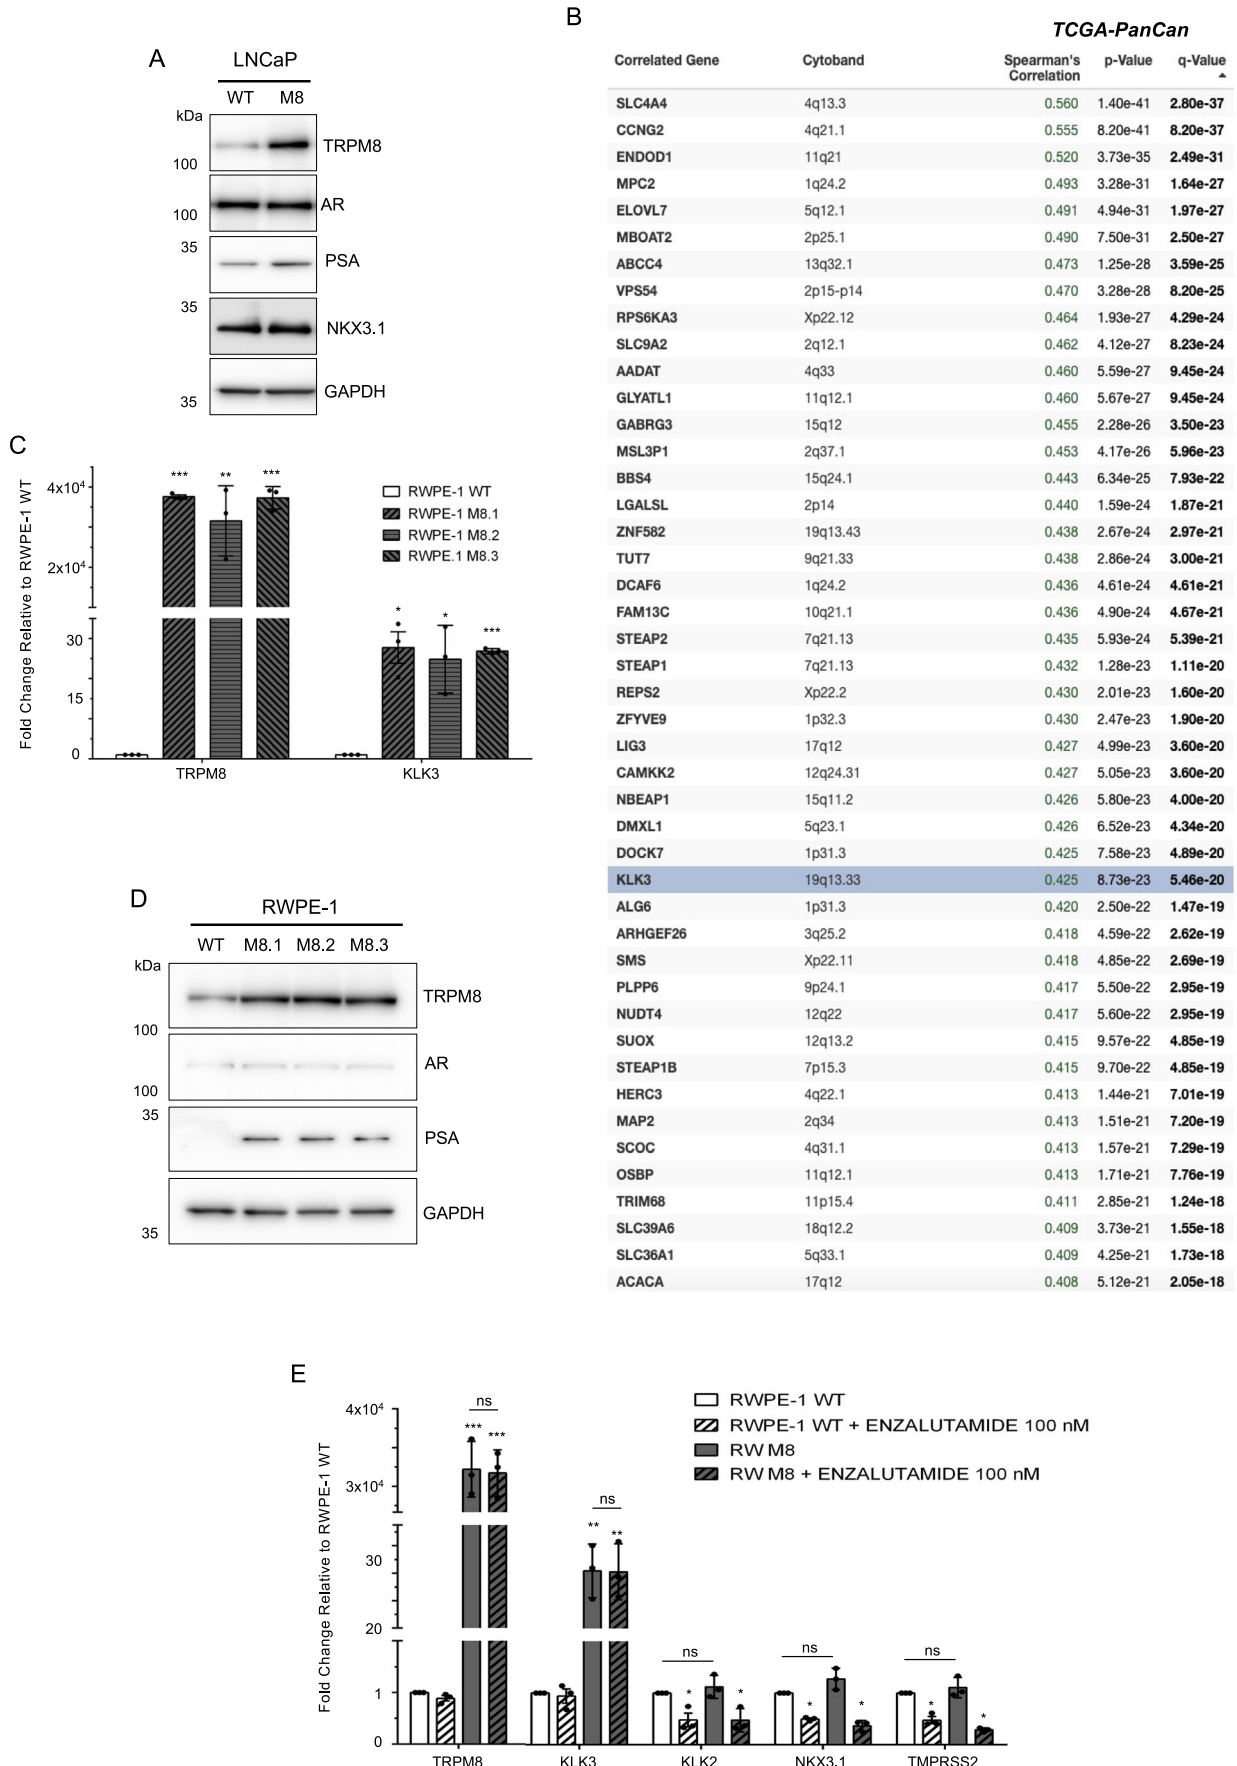 A
LNCaP
WT M8
kDa
TRPM8
100
AR
100
35
PSA
35
NKX3.1
GAPDH
35
B
TCGA-PanCan
Correlated Gene Cytoband Spearman's Correlation p-Value q-Value
SLC4A4 4q13.3 0.560 1.40e-41 2.80e-37
CCNG2 4q21.1 0.555 8.20e-41 8.20e-37
ENDOD1 11q21 0.520 3.73e-35 2.49e-31
MPC2 1q24.2 0.493 3.28e-31 1.64e-27
ELOVL7 5q12.1 0.491 4.94e-31 1.97e-27
MBOAT2 2p25.1 0.490 7.50e-31 2.50e-27
ABCC4 13q32.1 0.473 1.25e-28 3.59e-25
VPS54 2p15-p14 0.470 3.28e-28 8.20e-25
RPS6KA3 Xp22.12 0.464 1.93e-27 4.29e-24
SLC9A2 2q12.1 0.462 4.12e-27 8.23e-24
AADAT 4q33 0.460 5.59e-27 9.45e-24
GLYATL1 11q12.1 0.460 5.67e-27 9.45e-24
GABRG3 15q12 0.455 2.28e-26 3.50e-23
MSL3P1 2q37.1 0.453 4.17e-26 5.96e-23
BBS4 15q24.1 0.443 6.34e-25 7.93e-22
LGALSL 2p14 0.440 1.59e-24 1.87e-21
ZNF582 19q13.43 0.438 2.67e-24 2.97e-21
TUT7 9q21.33 0.438 2.86e-24 3.00e-21
DCAF6 1q24.2 0.436 4.61e-24 4.61e-21
FAM13C 10q21.1 0.436 4.90e-24 4.67e-21
STEAP2 7q21.13 0.435 5.93e-24 5.39e-21
STEAP1 7q21.13 0.432 1.28e-23 1.11e-20
REPS2 Xp22.2 0.430 2.01e-23 1.60e-20
ZFYVE9 1p32.3 0.430 2.47e-23 1.90e-20
LIG3 17q12 0.427 4.99e-23 3.60e-20
CAMKK2 12q24.31 0.427 5.05e-23 3.60e-20
NBEAP1 15q11.2 0.426 5.80e-23 4.00e-20
DMXL1 5q23.1 0.426 6.52e-23 4.34e-20
DOCK7 1p31.3 0.425 7.58e-23 4.89e-20
KLK3 19q13.33 0.425 8.73e-23 5.46e-20
ALG6 1p31.3 0.420 2.50e-22 1.47e-19
ARHGEF26 3q25.2 0.418 4.59e-22 2.62e-19
SMS Xp22.11 0.418 4.85e-22 2.69e-19
PLPP6 9p24.1 0.417 5.50e-22 2.95e-19
NUDT4 12q22 0.417 5.60e-22 2.95e-19
SUOX 12q13.2 0.415 9.57e-22 4.85e-19
STEAP1B 7p15.3 0.415 9.70e-22 4.85e-19
HERC3 4q22.1 0.413 1.44e-21 7.01e-19
MAP2 2q34 0.413 1.51e-21 7.20e-19
SCOC 4q31.1 0.413 1.57e-21 7.29e-19
OSBP 11q12.1 0.413 1.71e-21 7.76e-19
TRIM68 11p15.4 0.411 2.85e-21 1.24e-18
SLC39A6 18q12.2 0.409 3.73e-21 1.55e-18
SLC36A1 5q33.1 0.409 4.25e-21 1.73e-18
ACACA 17q12 0.408 5.12e-21 2.05e-18
C
Fold Change Relative to RWPE-1 WT
4x10⁴
2x10⁴
30
15
0
*** ** ***
* * ***
RWPE-1 WT
RWPE-1 M8.1
RWPE-1 M8.2
RWPE.1 M8.3
TRPM8 KLK3
D
RWPE-1
WT M8.1 M8.2 M8.3
kDa
TRPM8
100
AR
100
35
PSA
GAPDH
35
E
Fold Change Relative to RWPE-1 WT
4x10⁴
3x10⁴
30
20
1
0
ns
*** ***
ns
** **
ns
* *
ns
* *
ns
* *
RWPE-1 WT
RWPE-1 WT + ENZALUTAMIDE 100 nM
RW M8
RW M8 + ENZALUTAMIDE 100 nM
TRPM8 KLK3 KLK2 NKX3.1 TMPRSS2